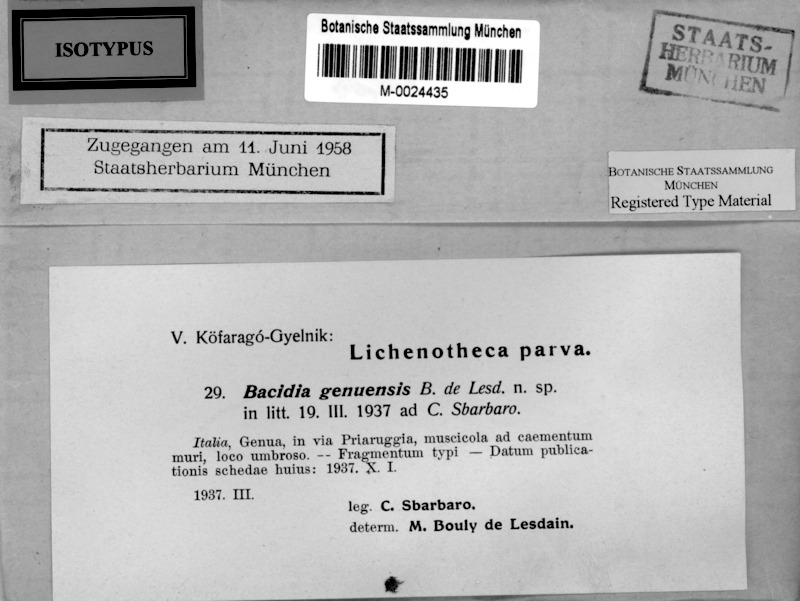 ISOTYPUS
Botanische Staatssammlung München
M-0024435
STAATS-
HERBARIUM
MÜNCHEN
Zugegangen am 11. Juni 1958
Staatsherbarium München
BOTANISCHE STAATSSAMMLUNG
MÜNCHEN
Registered Type Material
V. Köfaragó-Gyelnik:
Lichenotheca parva.
29. Bacidia genuensis B. de Lesd. n. sp.
in litt. 19. III. 1937 ad C. Sbarbaro.
Italia, Genua, in via Priaruggia, muscicola ad caementum
muri, loco umbroso. -- Fragmentum typi — Datum publica-
tionis schedae huius: 1937. X. I.
1937. III.
leg. C. Sbarbaro.
determ. M. Bouly de Lesdain.